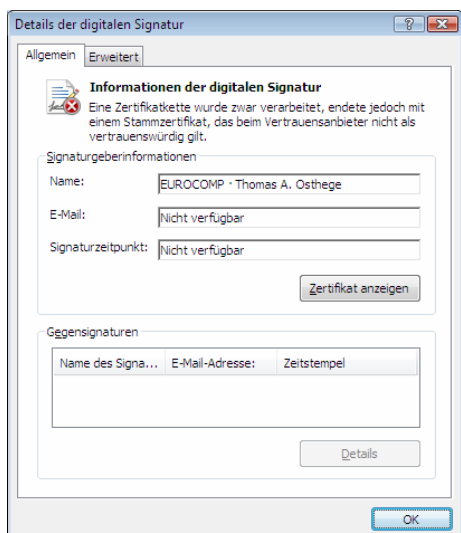 Details der digitalen Signatur
Allgemein Erweitert
Informationen der digitalen Signatur
Eine Zertifikatkette wurde zwar verarbeitet, endete jedoch mit
einem Stammzertifikat, das beim Vertrauensanbieter nicht als
vertrauenswürdig gilt.
Signaturgeberinformationen
Name: EUROCOMP · Thomas A. Osthege
E-Mail: Nicht verfügbar
Signaturzeitpunkt: Nicht verfügbar
Zertifikat anzeigen
Gegensignaturen
Name des Signa... E-Mail-Adresse: Zeitstempel
Details
OK